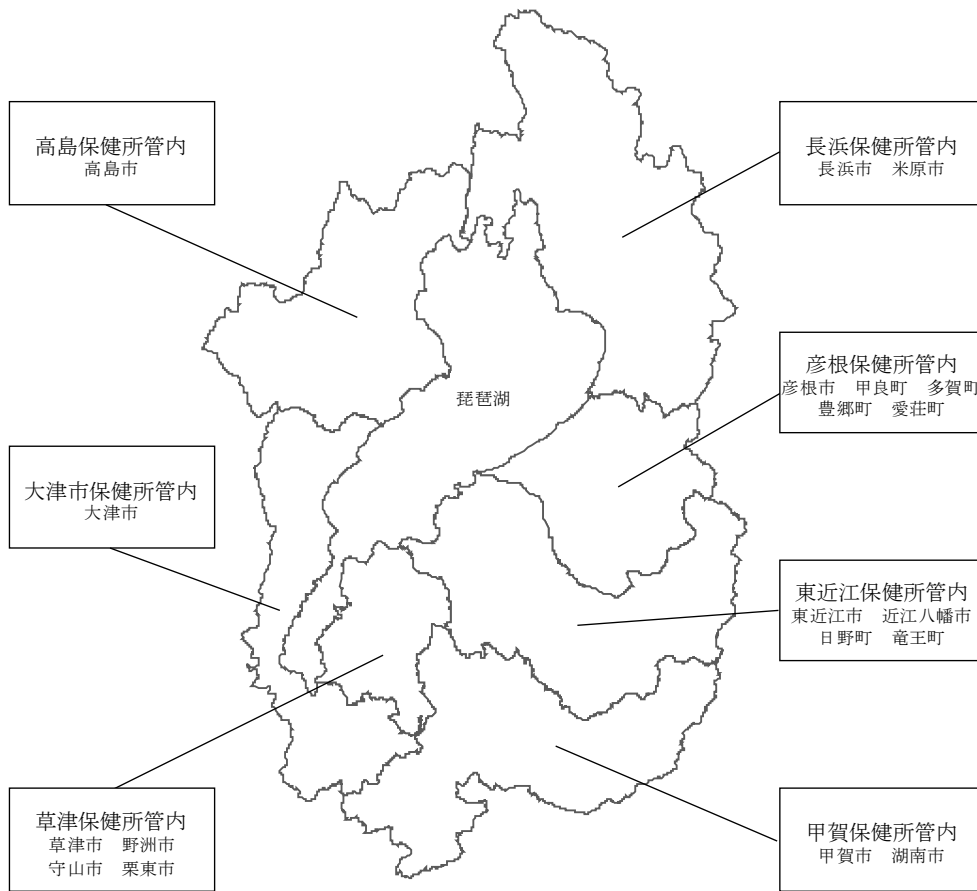 高島保健所管内
高島市
長浜保健所管内
長浜市　米原市
彦根保健所管内
彦根市　甲良町　多賀町
豊郷町　愛荘町
琵琶湖
大津市保健所管内
大津市
東近江保健所管内
東近江市　近江八幡市
日野町　竜王町
草津保健所管内
草津市　野洲市
守山市　栗東市
甲賀保健所管内
甲賀市　湖南市